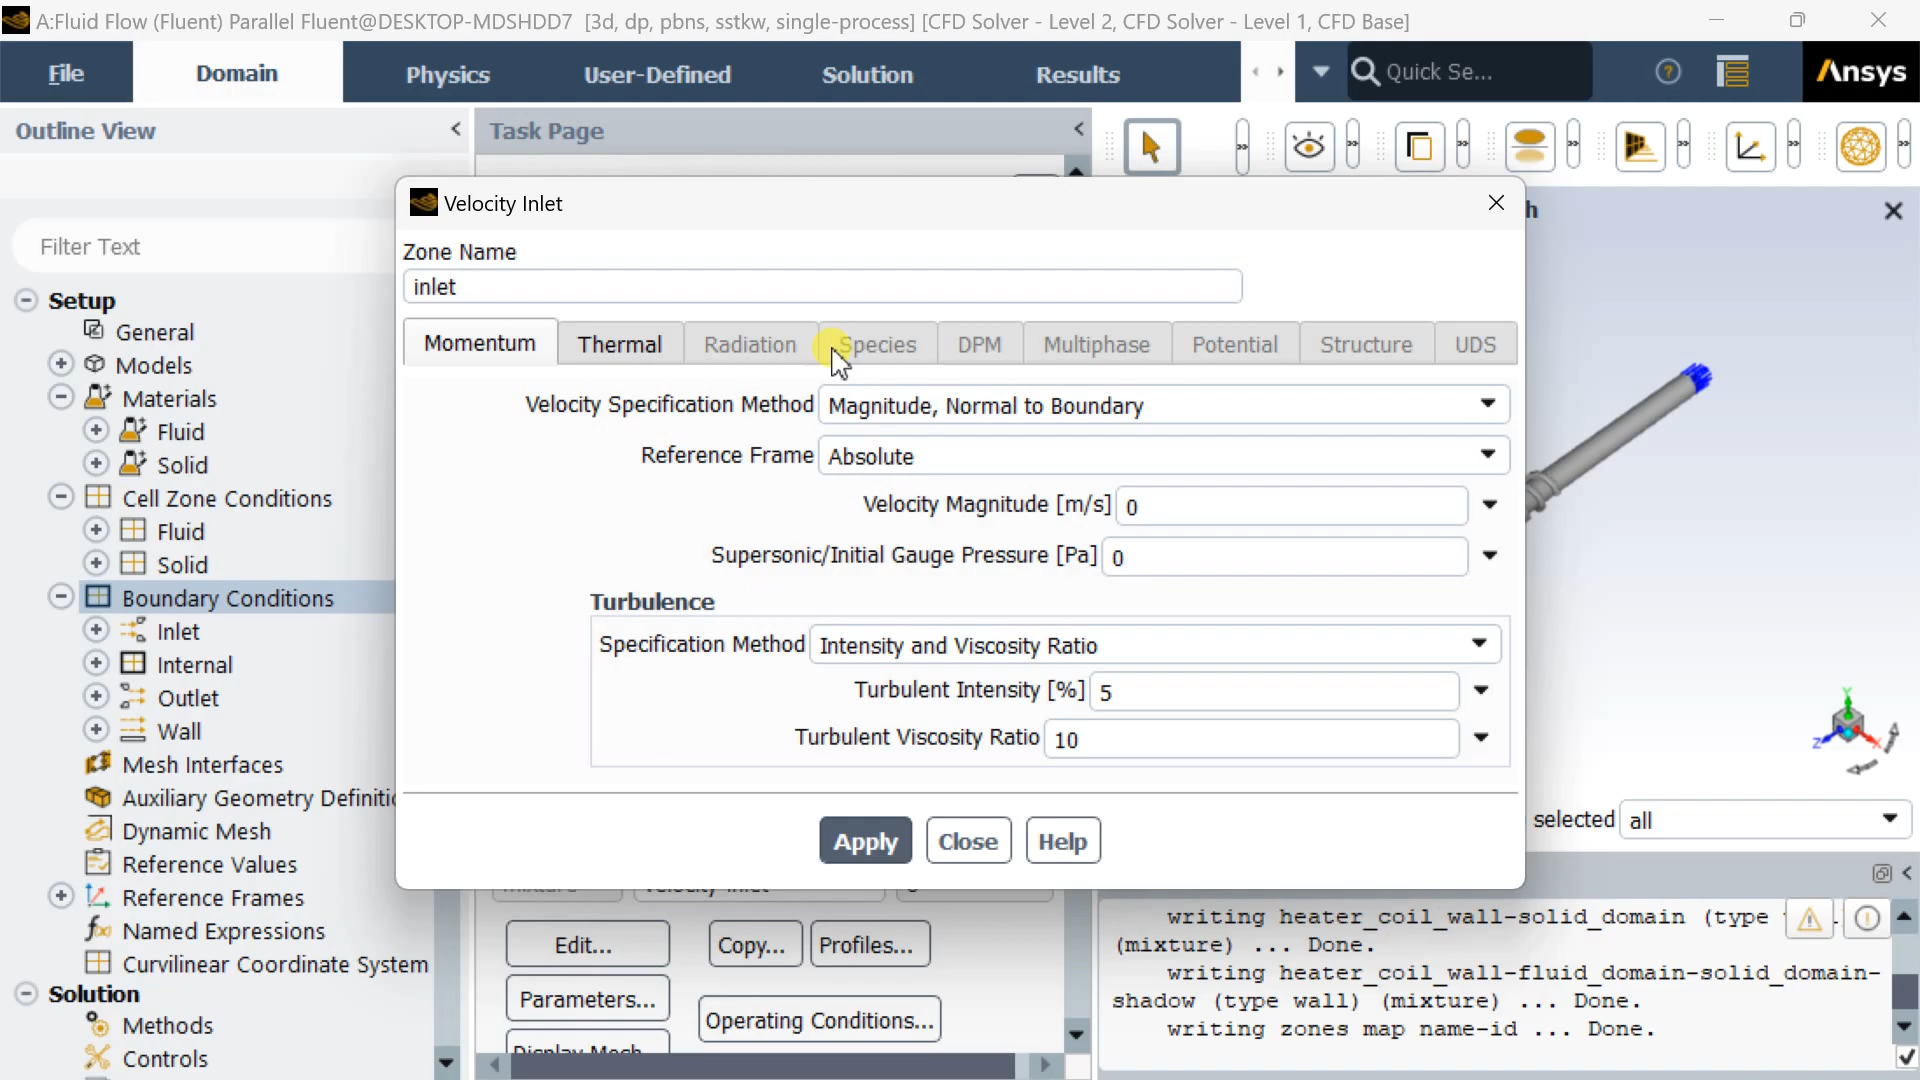 A:Fluid Flow (Fluent) Parallel Fluent@DESKTOP-MDSHDD7 [3d, dp, pbns, sstkw, single-process] [CFD Solver - Level 2, CFD Solver - Level 1, CFD Base]
File Domain Physics User-Defined Solution Results Quick Se... Ansys
Outline View
Task Page
Filter Text
Setup
General
Models
Materials
Fluid
Solid
Cell Zone Conditions
Fluid
Solid
Boundary Conditions
Inlet
Internal
Outlet
Wall
Mesh Interfaces
Auxiliary Geometry Definiti
Dynamic Mesh
Reference Values
Reference Frames
Named Expressions
Curvilinear Coordinate System
Solution
Methods
Controls
Velocity Inlet
Zone Name
inlet
Momentum Thermal Radiation Species DPM Multiphase Potential Structure UDS
Velocity Specification Method Magnitude, Normal to Boundary
Reference Frame Absolute
Velocity Magnitude [m/s] 0
Supersonic/Initial Gauge Pressure [Pa] 0
Turbulence
Specification Method Intensity and Viscosity Ratio
Turbulent Intensity [%] 5
Turbulent Viscosity Ratio 10
Apply Close Help
Edit... Copy... Profiles...
Parameters... Operating Conditions...
h
selected all
Y
Z X
writing heater_coil_wall-solid_domain (type
(mixture) ... Done.
writing heater_coil_wall-fluid_domain-solid_domain-
shadow (type wall) (mixture) ... Done.
writing zones map name-id ... Done.